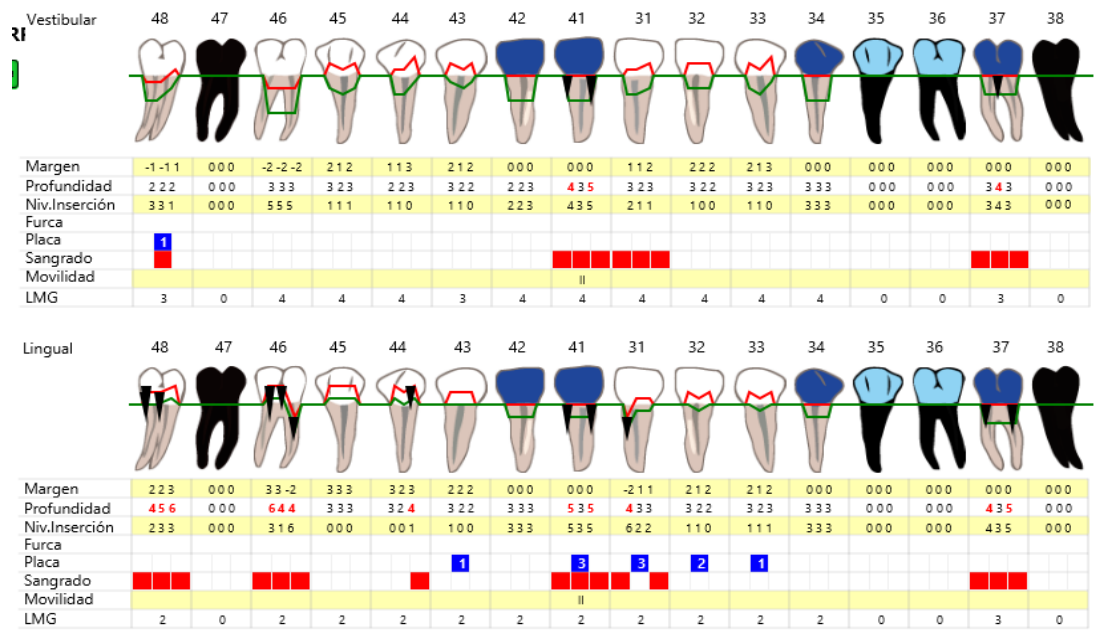 RF
Vestibular 48 47 46 45 44 43 42 41 31 32 33 34 35 36 37 38
Margen -1 -1 1 0 0 0 -2 -2 -2 2 1 2 1 1 3 2 1 2 0 0 0 0 0 0 1 1 2 2 2 2 2 1 3 0 0 0 0 0 0 0 0 0 0 0 0 0 0 0
Profundidad 2 2 2 0 0 0 3 3 3 3 2 3 2 2 3 3 2 2 2 2 3 4 3 5 3 2 3 3 2 2 3 2 3 3 3 3 0 0 0 0 0 0 3 4 3 0 0 0
Niv.Inserción 3 3 1 0 0 0 5 5 5 1 1 1 1 1 0 1 1 0 2 2 3 4 3 5 2 1 1 1 0 0 1 1 0 3 3 3 0 0 0 0 0 0 3 4 3 0 0 0
Furca
Placa 1
Sangrado
Movilidad II
LMG 3 0 4 4 4 3 4 4 4 4 4 4 0 0 3 0
Lingual 48 47 46 45 44 43 42 41 31 32 33 34 35 36 37 38
Margen 2 2 3 0 0 0 3 3 -2 3 3 3 3 2 3 2 2 2 0 0 0 0 0 0 -2 1 1 2 1 2 2 1 2 0 0 0 0 0 0 0 0 0 0 0 0 0 0 0
Profundidad 4 5 6 0 0 0 6 4 4 3 3 3 3 2 4 3 2 2 3 3 3 5 3 5 4 3 3 3 2 2 3 2 3 3 3 3 0 0 0 0 0 0 4 3 5 0 0 0
Niv.Inserción 2 3 3 0 0 0 3 1 6 0 0 0 0 0 1 1 0 0 3 3 3 5 3 5 6 2 2 1 1 0 1 1 1 3 3 3 0 0 0 0 0 0 4 3 5 0 0 0
Furca
Placa 1 3 3 2 1
Sangrado
Movilidad II
LMG 2 0 2 2 2 2 2 2 2 2 2 2 0 0 3 0